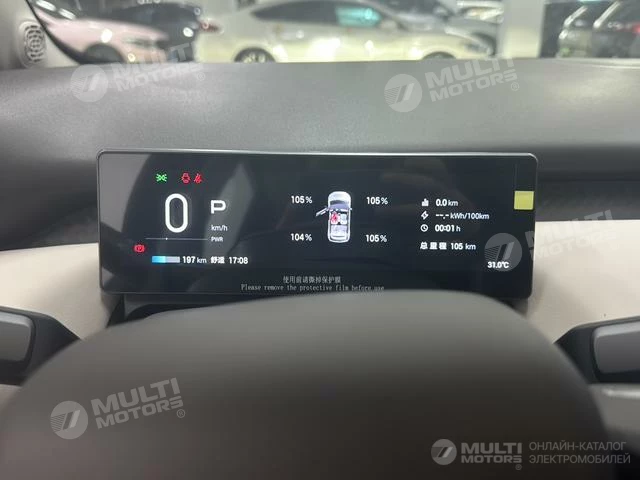 MULTI MOTORS®
MULTI MOTORS®
0 P
km/h
PWR
197 km 舒适 17:08
105% 105%
104% 105%
0.0 km
--.- kWh/100km
00:01 h
总里程 105 km
31.0℃
使用前请撕掉保护膜
Please remove the protective film before use
MULTI MOTORS®
MULTI MOTORS® ОНЛАЙН-КАТАЛОГ ЭЛЕКТРОМОБИЛЕЙ